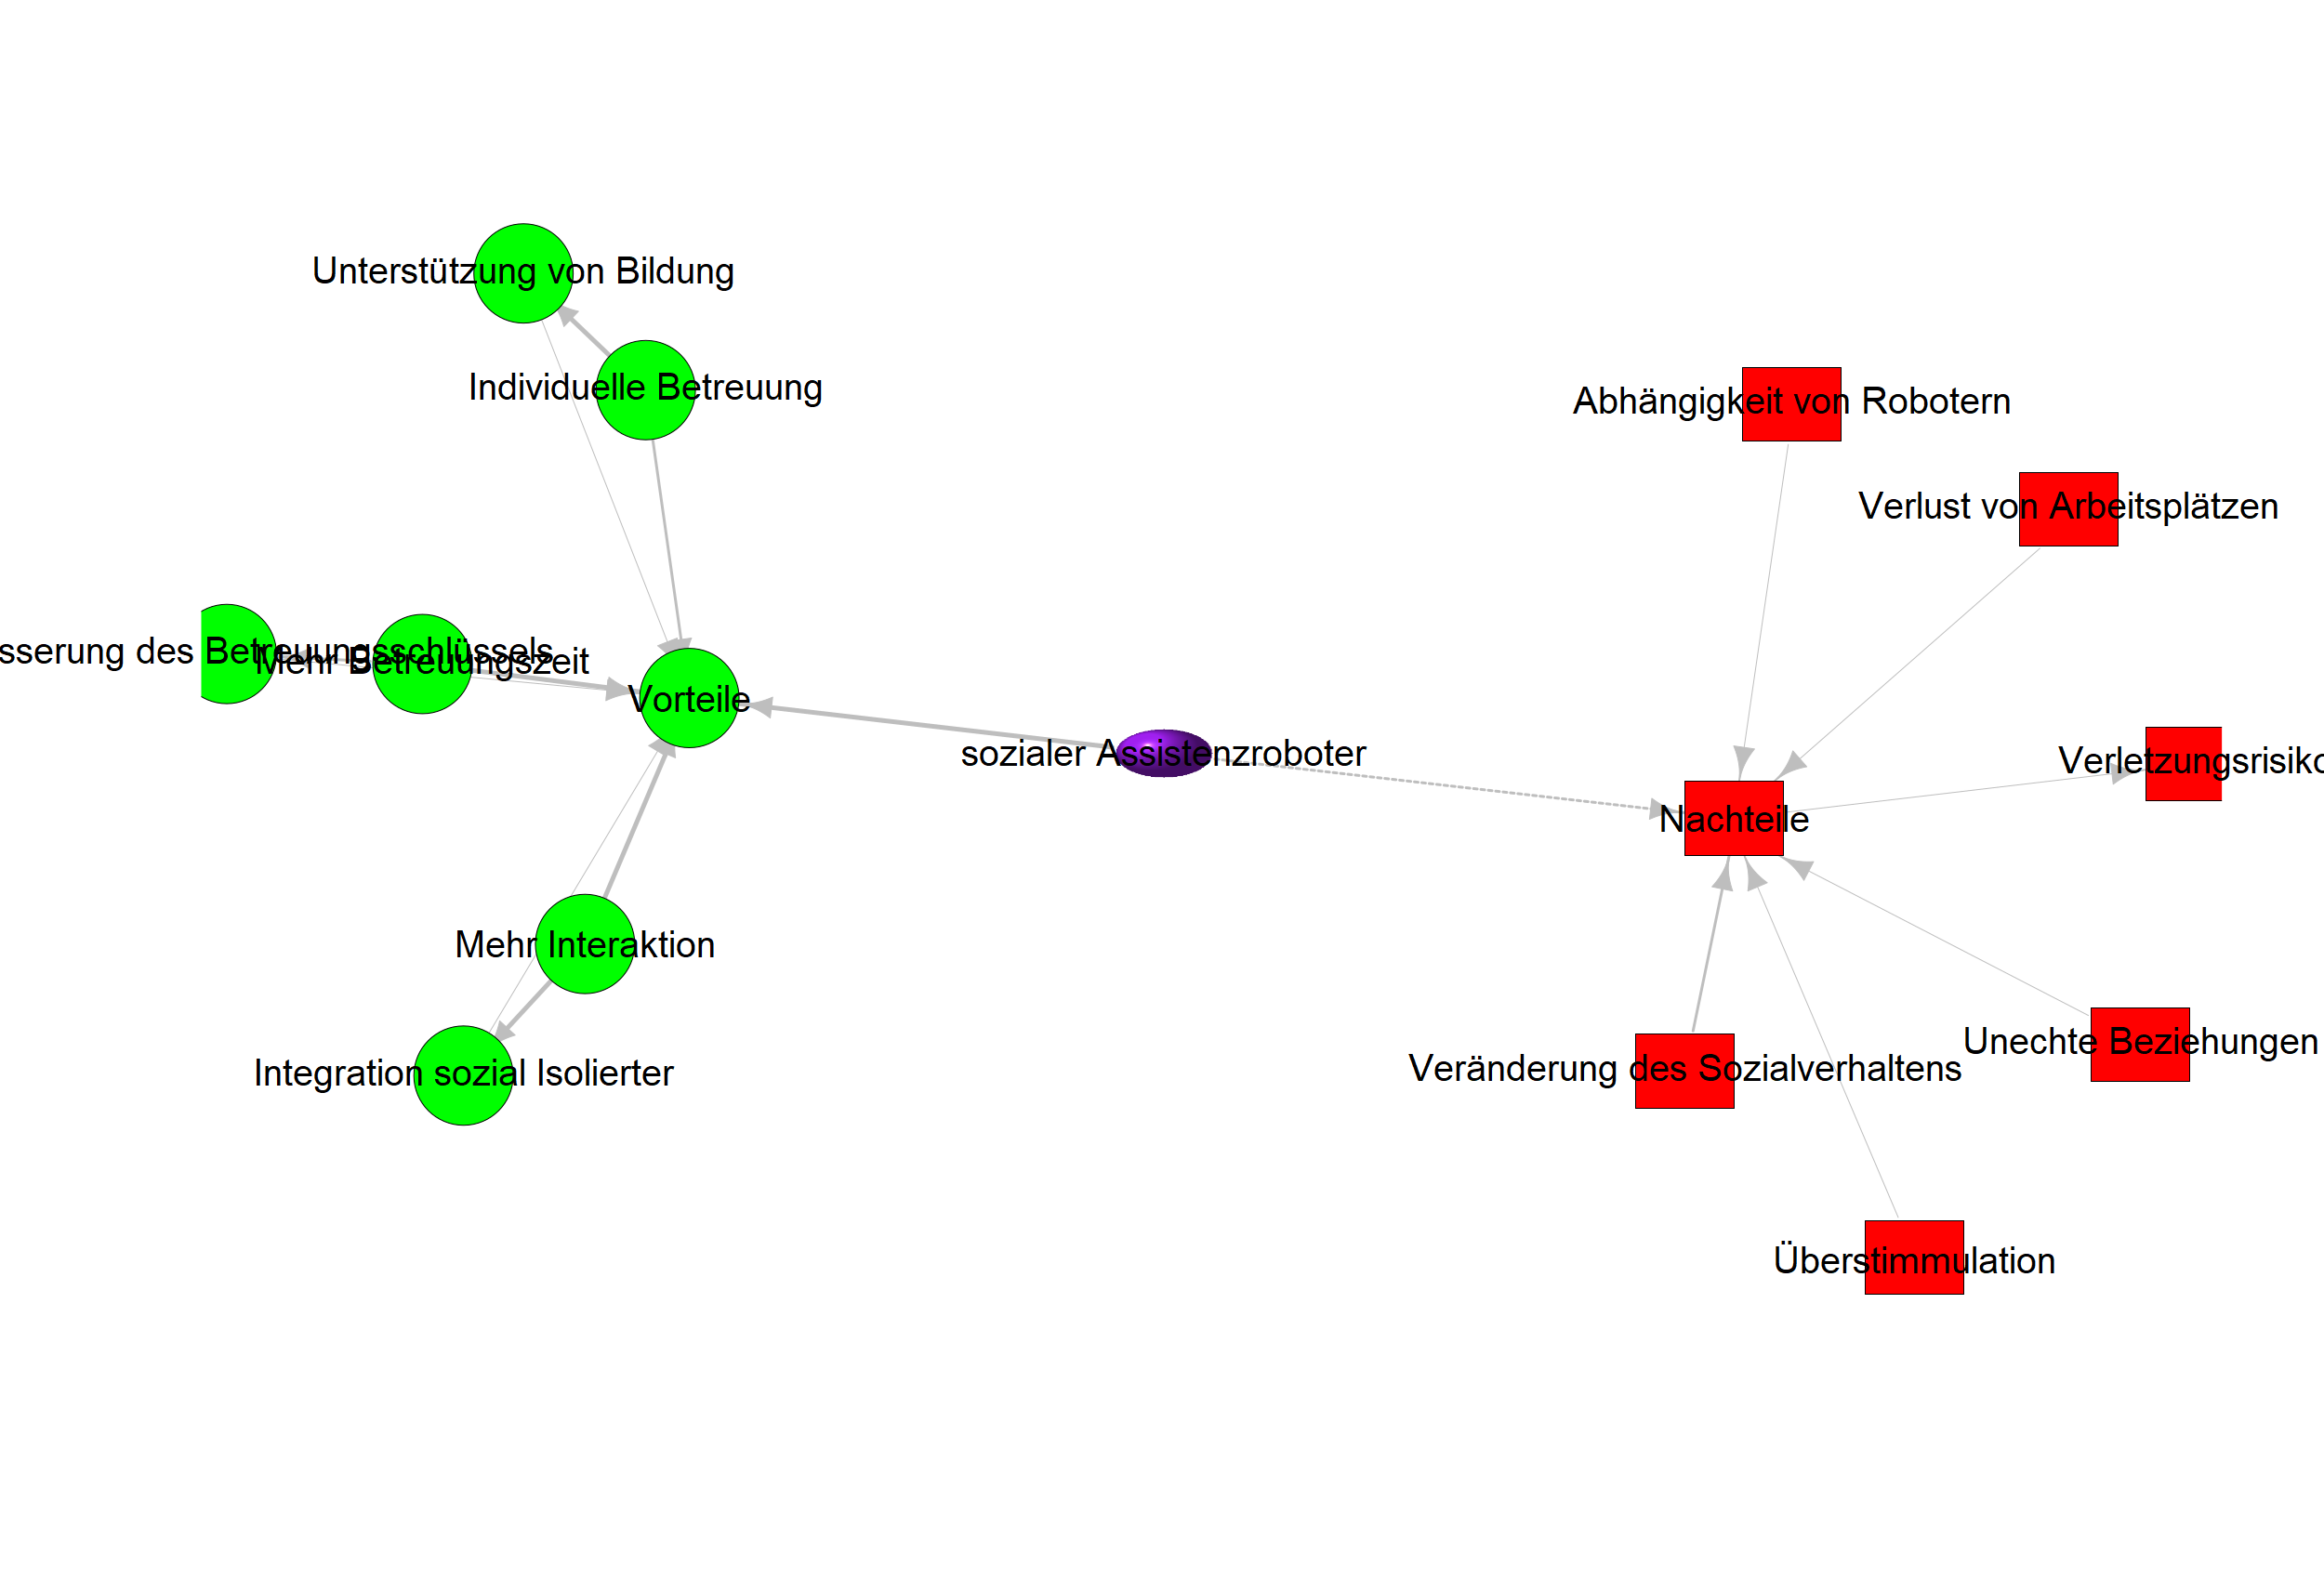 Unterstützung von Bildung
Individuelle Betreuung
Abhängigkeit von Robotern
Verlust von Arbeitsplätzen
sserung des Betreuungsschlüssels
Mehr Betreuungszeit
Vorteile
sozialer Assistenzroboter
Verletzungsrisiko
Nachteile
Mehr Interaktion
Unechte Beziehungen
Integration sozial Isolierter
Veränderung des Sozialverhaltens
Überstimmulation